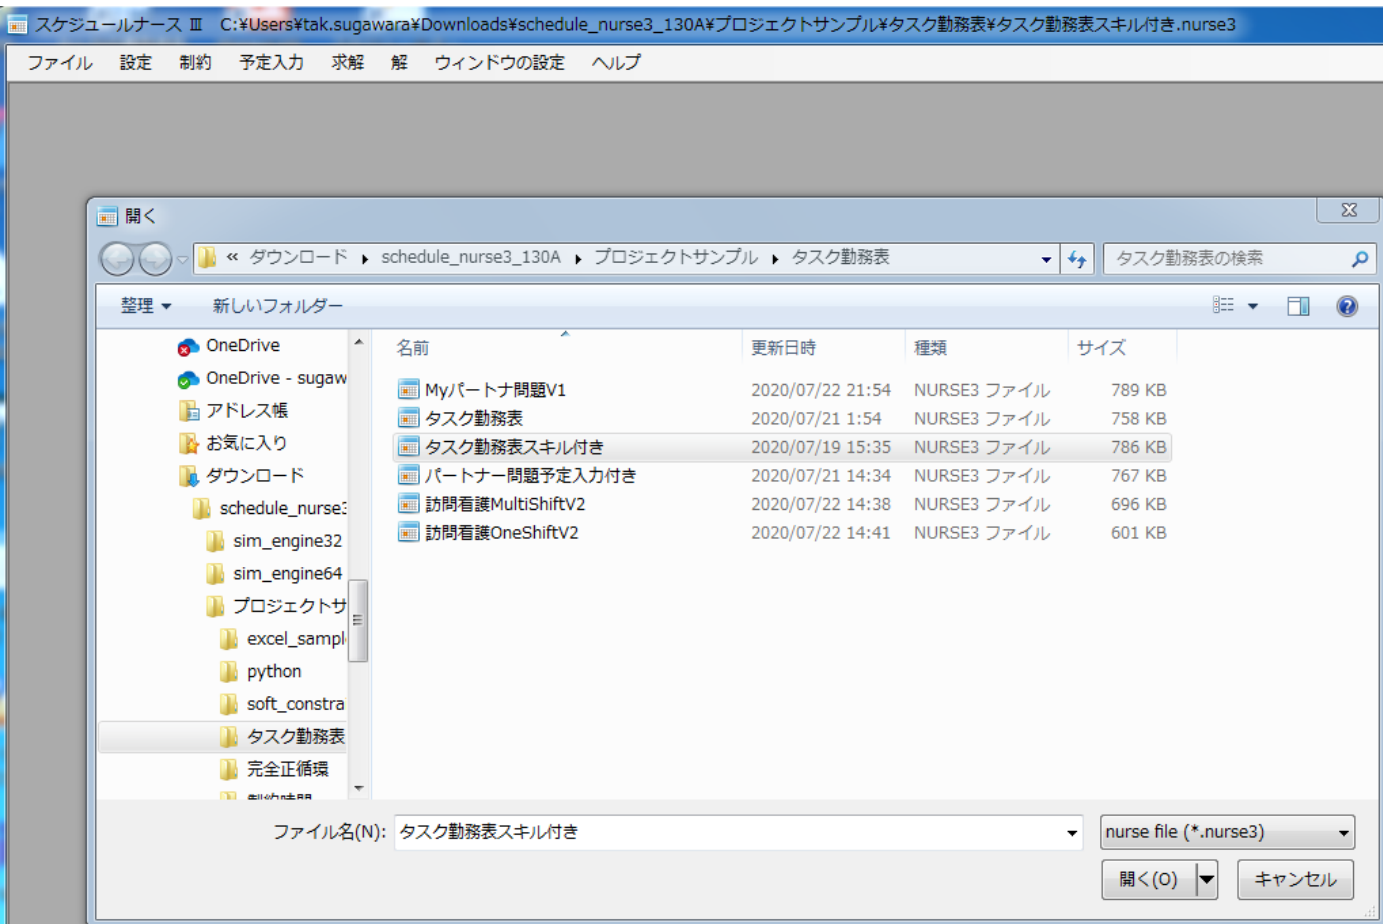 スケジュールナース Ⅲ C:¥Users¥tak.sugawara¥Downloads¥schedule_nurse3_130A¥プロジェクトサンプル¥タスク勤務表¥タスク勤務表スキル付き.nurse3
ファイル 設定 制約 予定入力 求解 解 ウィンドウの設定 ヘルプ
開く
« ダウンロード ▸ schedule_nurse3_130A ▸ プロジェクトサンプル ▸ タスク勤務表
タスク勤務表の検索
整理 ▼ 新しいフォルダー
OneDrive
OneDrive - sugaw
アドレス帳
お気に入り
ダウンロード
schedule_nurse3
sim_engine32
sim_engine64
プロジェクトサ
excel_sampl
python
soft_constra
タスク勤務表
完全正循環
制約時間
名前 更新日時 種類 サイズ
Myパートナ問題V1 2020/07/22 21:54 NURSE3 ファイル 789 KB
タスク勤務表 2020/07/21 1:54 NURSE3 ファイル 758 KB
タスク勤務表スキル付き 2020/07/19 15:35 NURSE3 ファイル 786 KB
パートナー問題予定入力付き 2020/07/21 14:34 NURSE3 ファイル 767 KB
訪問看護MultiShiftV2 2020/07/22 14:38 NURSE3 ファイル 696 KB
訪問看護OneShiftV2 2020/07/22 14:41 NURSE3 ファイル 601 KB
ファイル名(N): タスク勤務表スキル付き
nurse file (*.nurse3)
開く(O) キャンセル